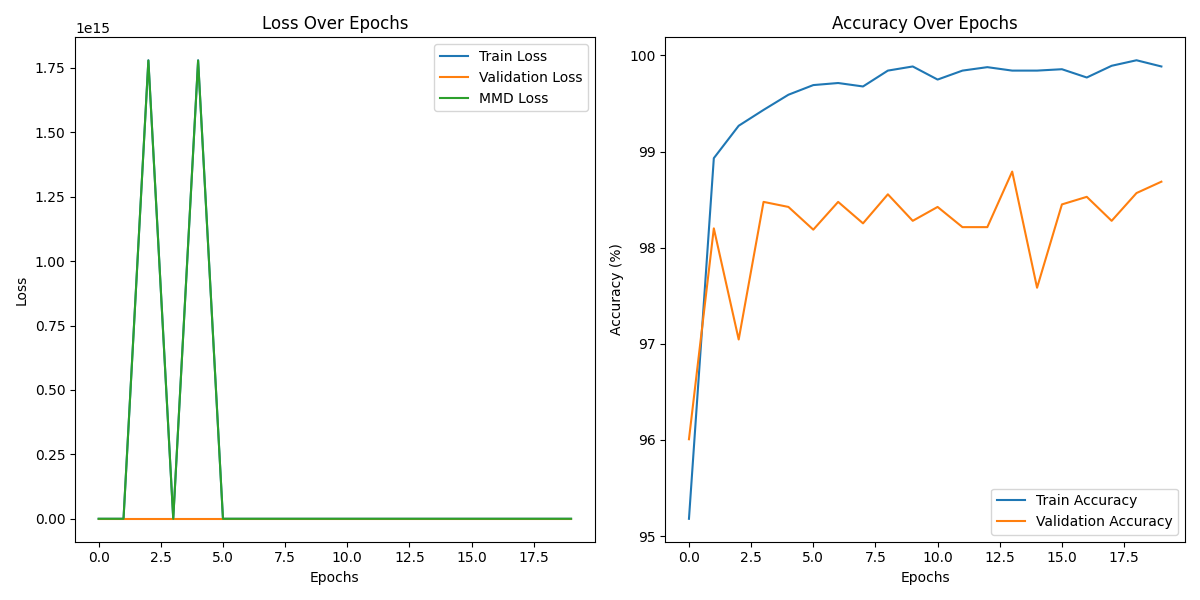 Loss Over Epochs
1e15
Loss
1.75
1.50
1.25
1.00
0.75
0.50
0.25
0.00
Train Loss
Validation Loss
MMD Loss
0.0 2.5 5.0 7.5 10.0 12.5 15.0 17.5
Epochs
Accuracy Over Epochs
Accuracy (%)
100
99
98
97
96
95
Train Accuracy
Validation Accuracy
0.0 2.5 5.0 7.5 10.0 12.5 15.0 17.5
Epochs